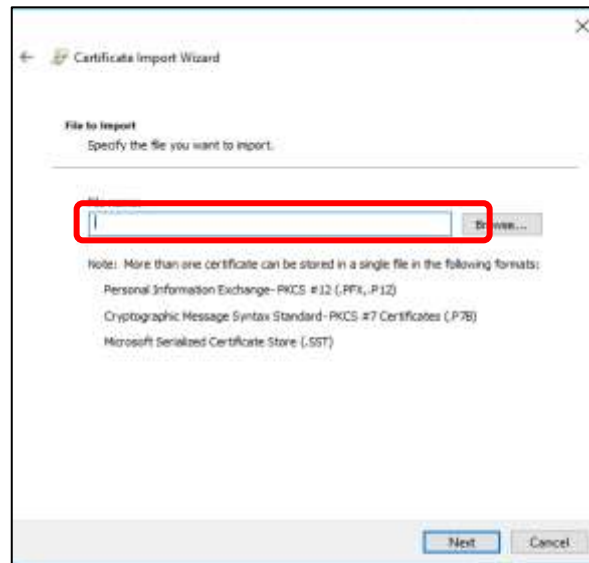 Certificate Import Wizard
File to Import
Specify the file you want to import.
Browse...
Note: More than one certificate can be stored in a single file in the following formats:
Personal Information Exchange- PKCS #12 (.PFX,.P12)
Cryptographic Message Syntax Standard- PKCS #7 Certificates (.P7B)
Microsoft Serialized Certificate Store (.SST)
Next
Cancel